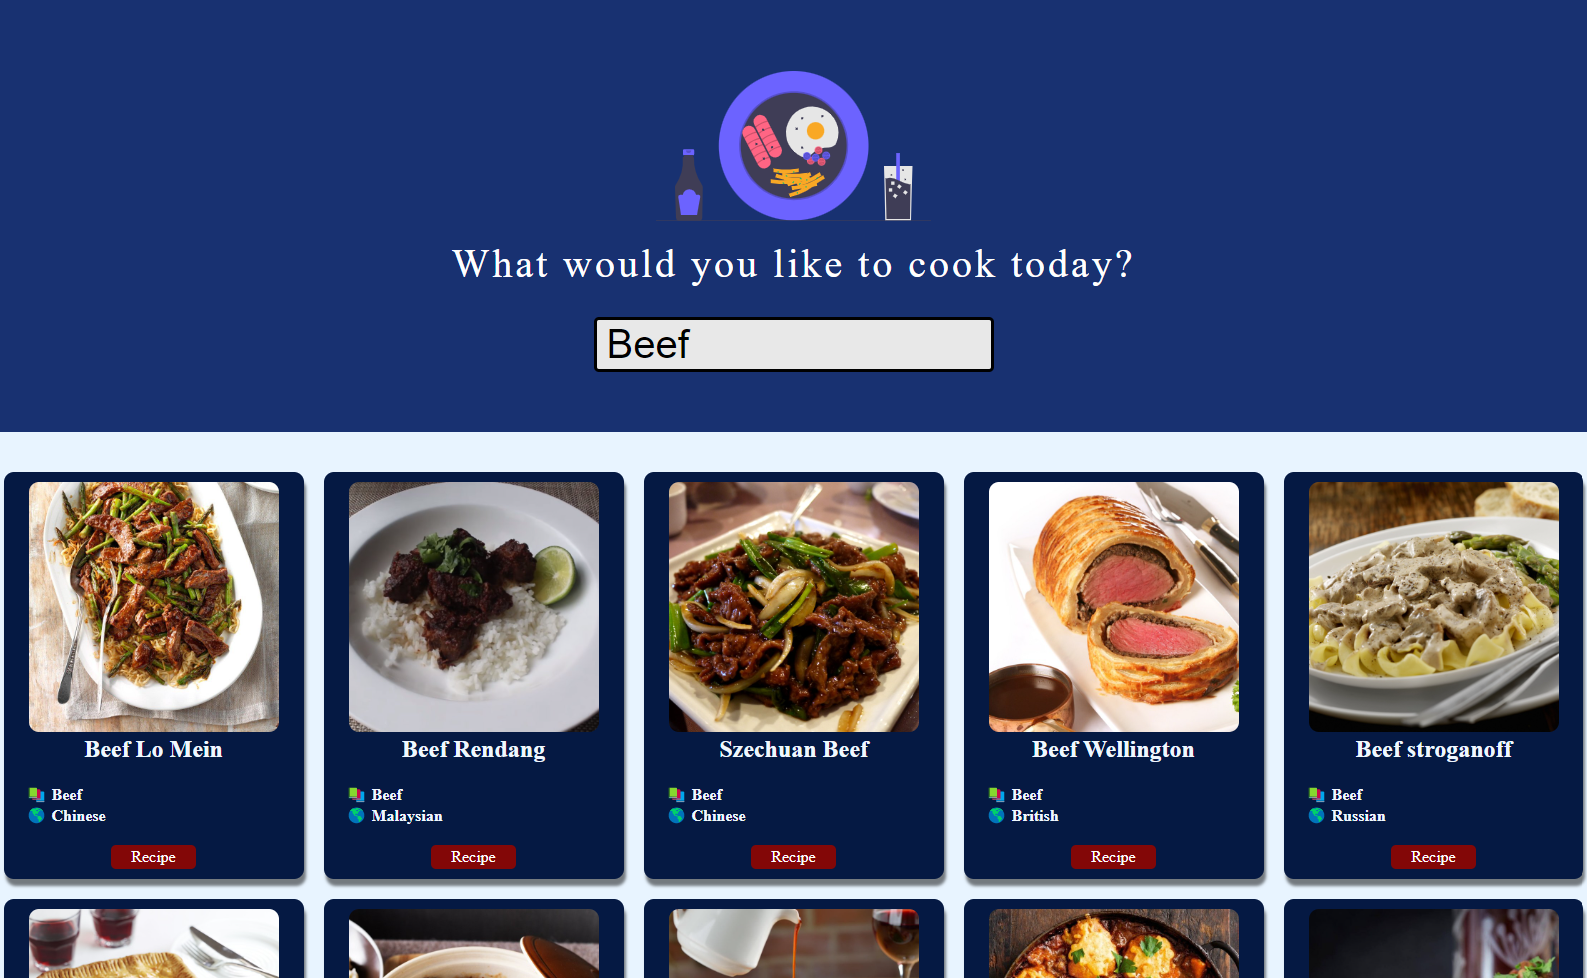 What would you like to cook today?
Beef
Beef Lo Mein
Beef
Chinese
Recipe
Beef Rendang
Beef
Malaysian
Recipe
Szechuan Beef
Beef
Chinese
Recipe
Beef Wellington
Beef
British
Recipe
Beef stroganoff
Beef
Russian
Recipe